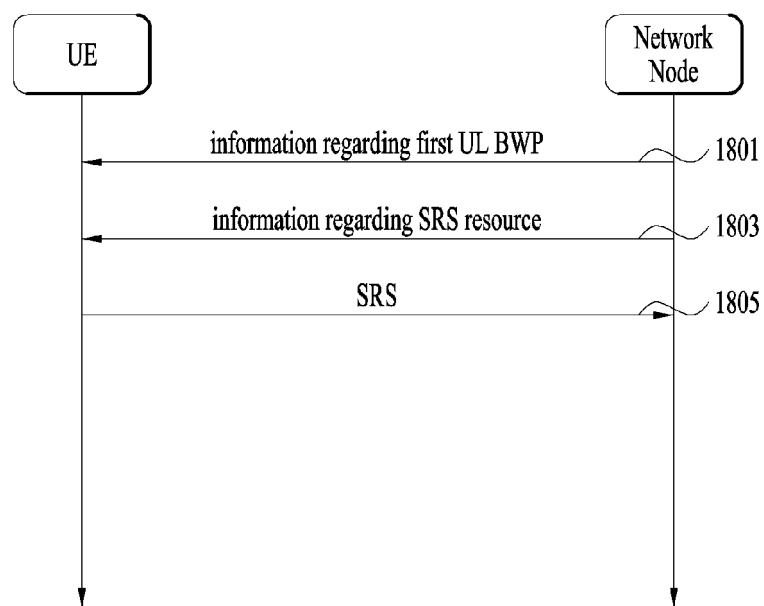 UE
Network
Node
information regarding first UL BWP
1801
information regarding SRS resource
1803
SRS
1805